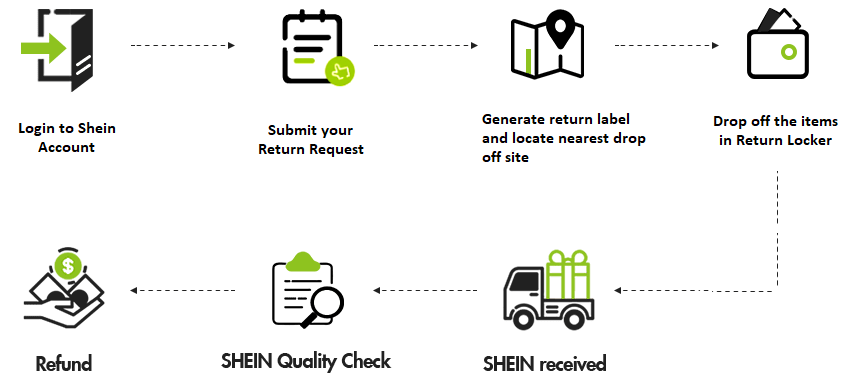 Login to Shein
Account
Submit your
Return Request
Generate return label
and locate nearest drop
off site
Drop off the items
in Return Locker
$
SHEIN received
SHEIN Quality Check
Refund